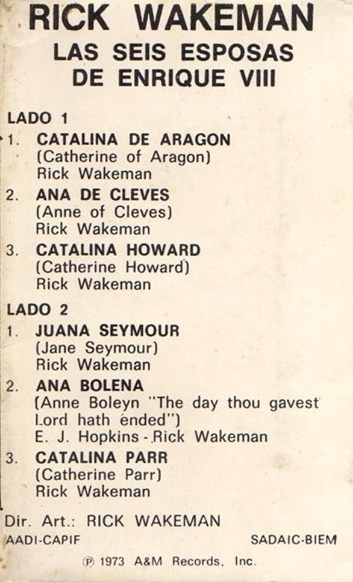 RICK WAKEMAN
LAS SEIS ESPOSAS
DE ENRIQUE VIII
LADO 1
1. CATALINA DE ARAGON
(Catherine of Aragon)
Rick Wakeman
2. ANA DE CLEVES
(Anne of Cleves)
Rick Wakeman
3. CATALINA HOWARD
(Catherine Howard)
Rick Wakeman
LADO 2
1. JUANA SEYMOUR
(Jane Seymour)
Rick Wakeman
2. ANA BOLENA
(Anne Boleyn "The day thou gavest
Lord hath ended")
E. J. Hopkins - Rick Wakeman
3. CATALINA PARR
(Catherine Parr)
Rick Wakeman
Dir. Art.: RICK WAKEMAN
AADI-CAPIF SADAIC-BIEM
℗ 1973 A&M Records, Inc.